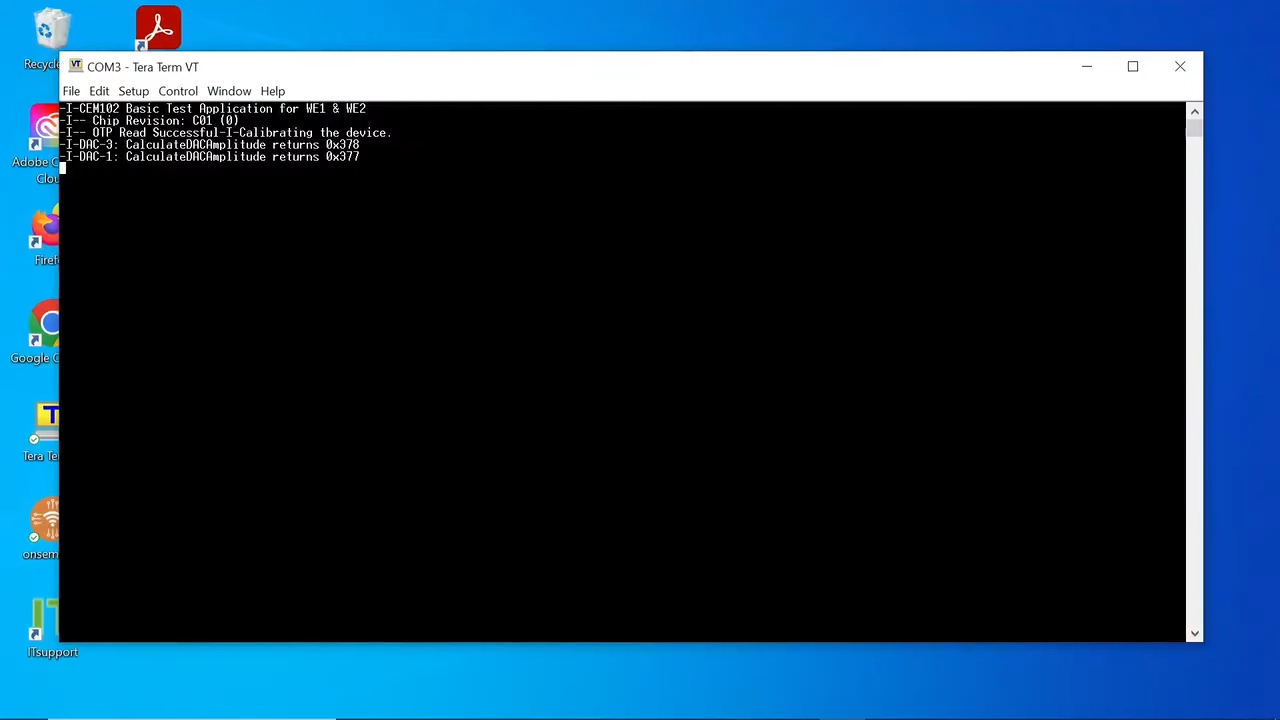 Recycle
COM3 - Tera Term VT
File Edit Setup Control Window Help
-I-CEM102 Basic Test Application for WE1 & WE2
-I-- Chip Revision: C01 (0)
-I-- OTP Read Successful-I-Calibrating the device.
-I-DAC-3: CalculateDACAmplitude returns 0x378
-I-DAC-1: CalculateDACAmplitude returns 0x377
Adobe C
Clou
Firef
Google C
Tera Te
onsem
ITsupport